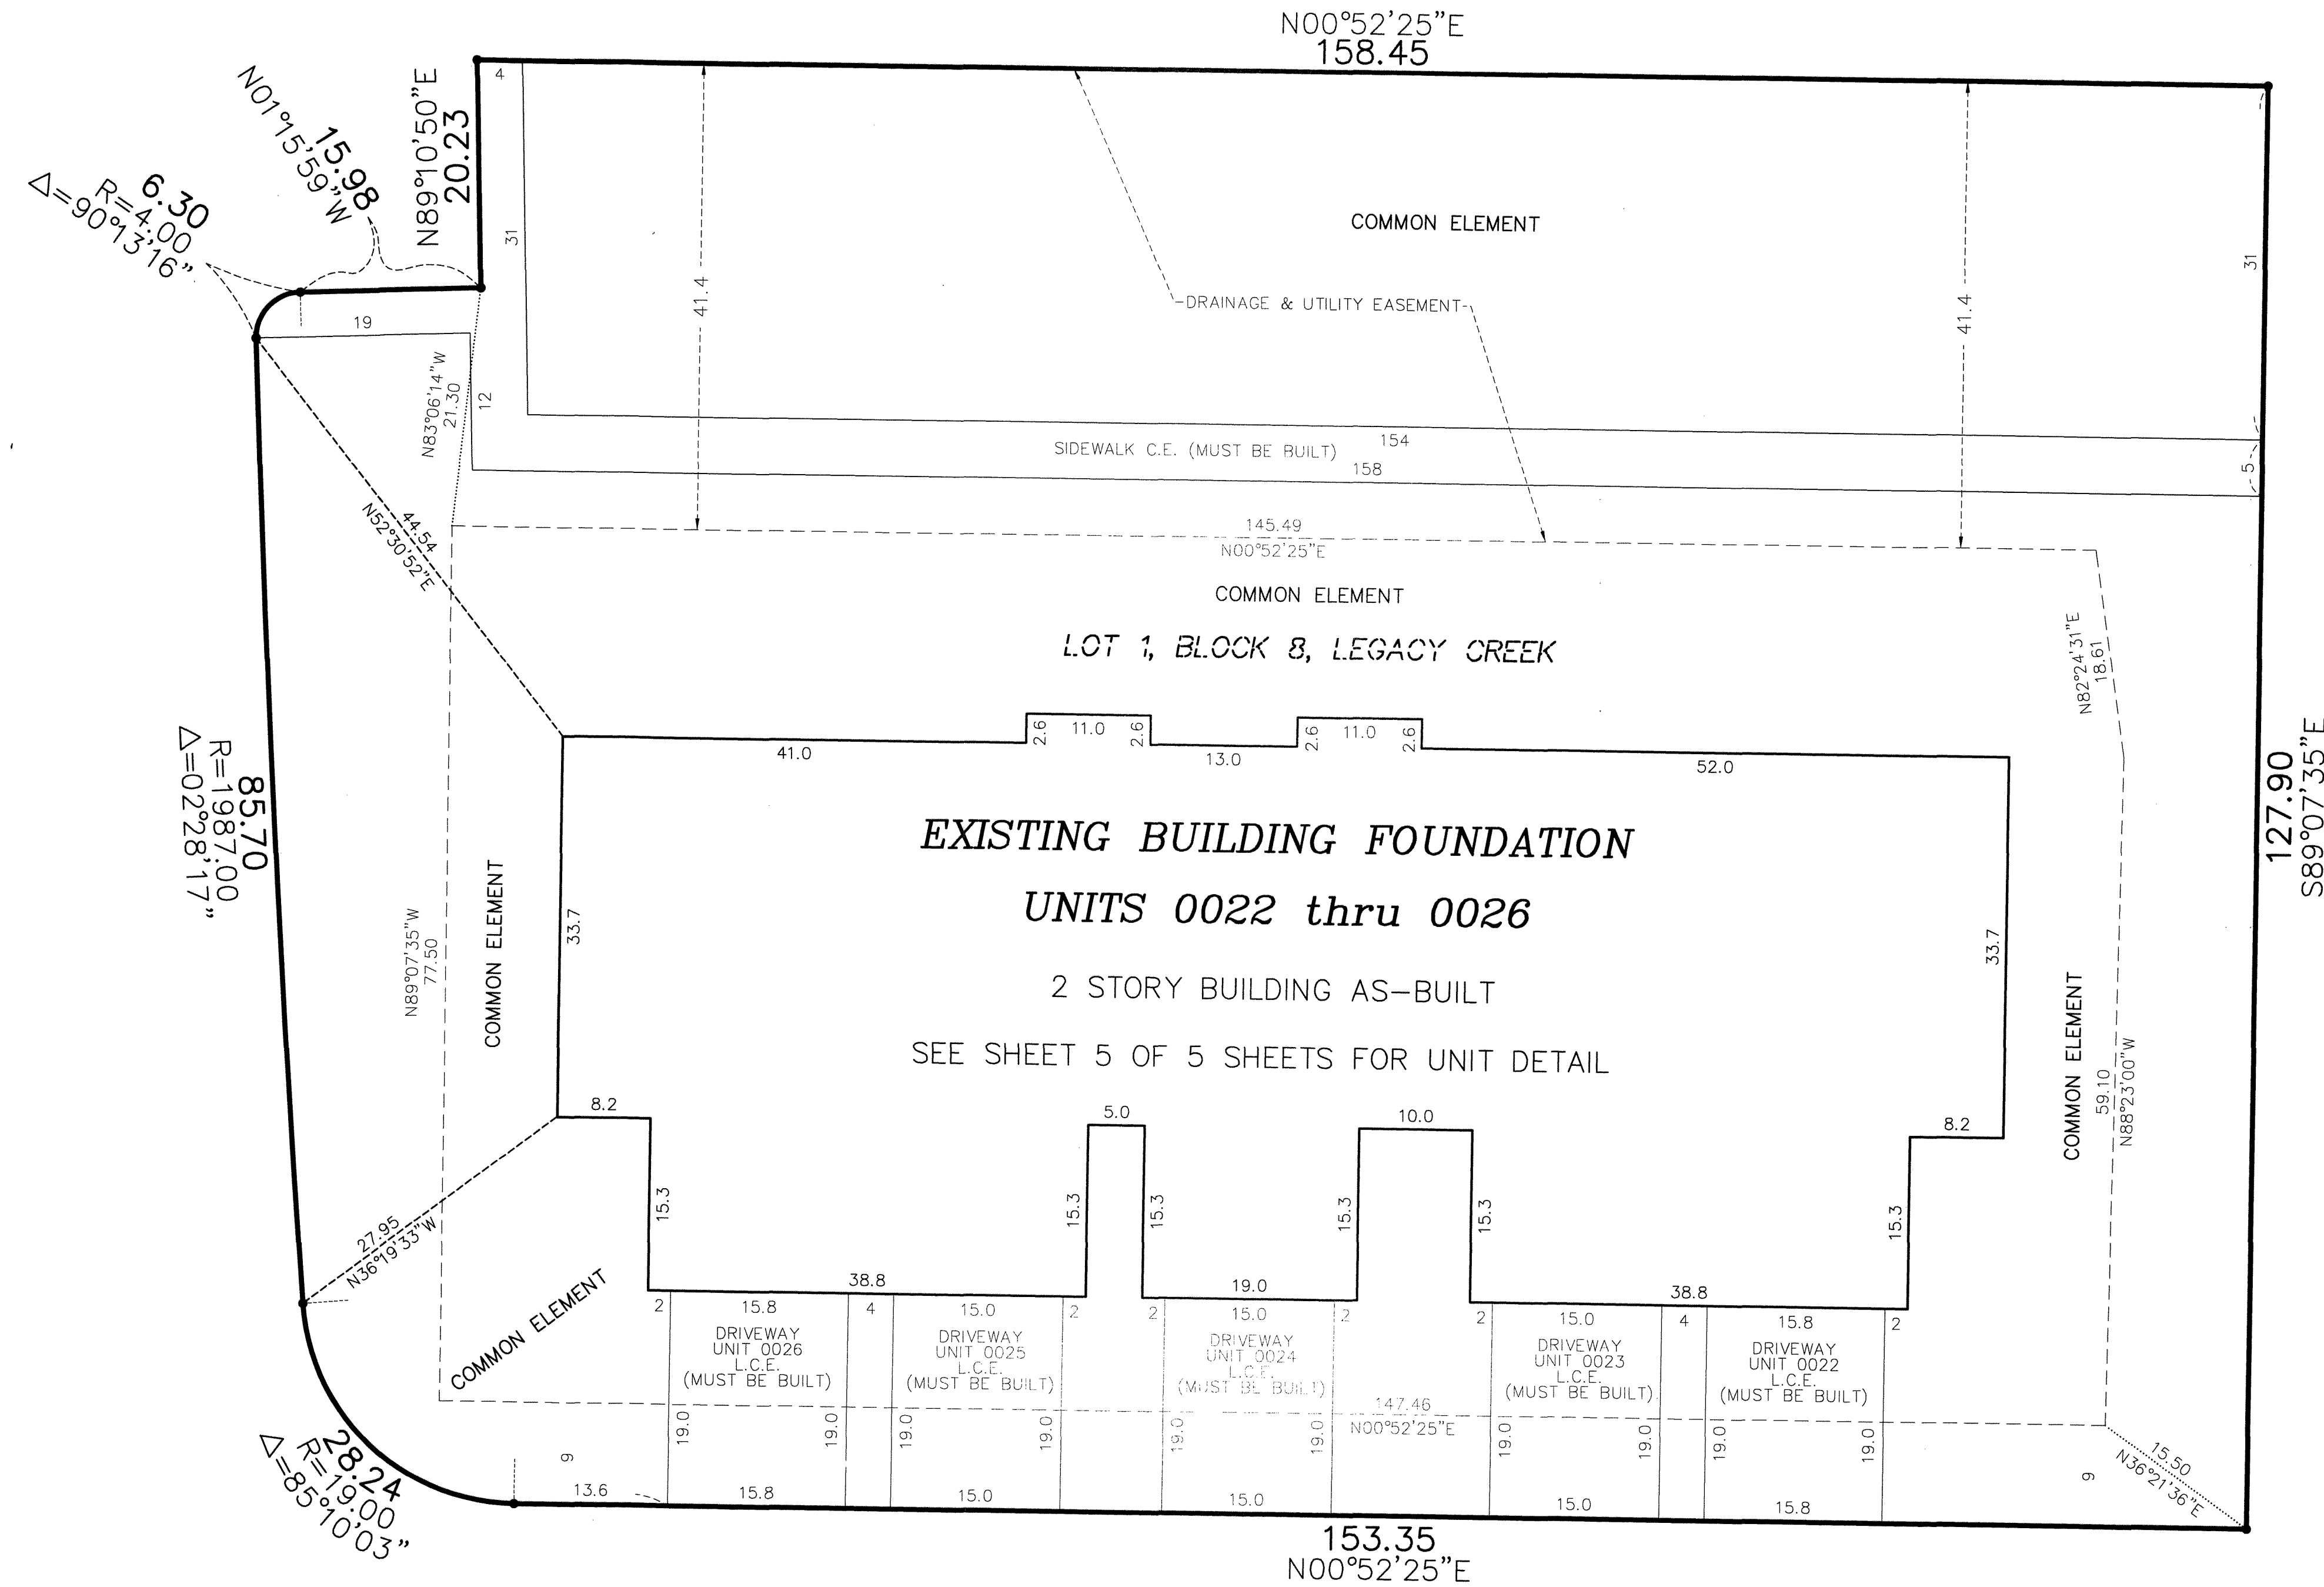 N00°52'25"E
158.45
N89°10'50"E
20.23
15.98
N01°15'59"W
6.30
R=4.00
Δ=90°13'16"
4
31
41.4
COMMON ELEMENT
-DRAINAGE & UTILITY EASEMENT-
41.4
31
19
N83°06'14"W
21.30
12
SIDEWALK C.E. (MUST BE BUILT)
154
158
5
44.54
N52°30'52"E
145.49
N00°52'25"E
COMMON ELEMENT
LOT 1, BLOCK 8, LEGACY CREEK
N82°24'31"E
18.61
41.0
2.6
11.0
2.6
13.0
2.6
11.0
2.6
52.0
85.70
R=1987.00
Δ=02°28'17"
127.90
S89°07'35"E
EXISTING BUILDING FOUNDATION
UNITS 0022 thru 0026
2 STORY BUILDING AS-BUILT
SEE SHEET 5 OF 5 SHEETS FOR UNIT DETAIL
N89°07'35"W
77.50
COMMON ELEMENT
33.7
33.7
COMMON ELEMENT
59.10
N88°23'00"W
8.2
5.0
10.0
8.2
15.3
15.3
15.3
15.3
15.3
15.3
27.95
N36°19'33"W
COMMON ELEMENT
38.8
19.0
38.8
2
15.8
4
15.0
2
2
15.0
2
2
15.0
4
15.8
2
DRIVEWAY
UNIT 0026
L.C.E.
(MUST BE BUILT)
DRIVEWAY
UNIT 0025
L.C.E.
(MUST BE BUILT)
DRIVEWAY
UNIT 0024
L.C.E.
(MUST BE BUILT)
DRIVEWAY
UNIT 0023
L.C.E.
(MUST BE BUILT)
DRIVEWAY
UNIT 0022
L.C.E.
(MUST BE BUILT)
147.46
N00°52'25"E
19.0
19.0
19.0
19.0
19.0
19.0
19.0
19.0
19.0
19.0
28.24
R=19.00
Δ=85°10'03"
9
13.6
15.8
15.0
15.0
15.0
15.8
9
15.50
N36°21'36"E
153.35
N00°52'25"E